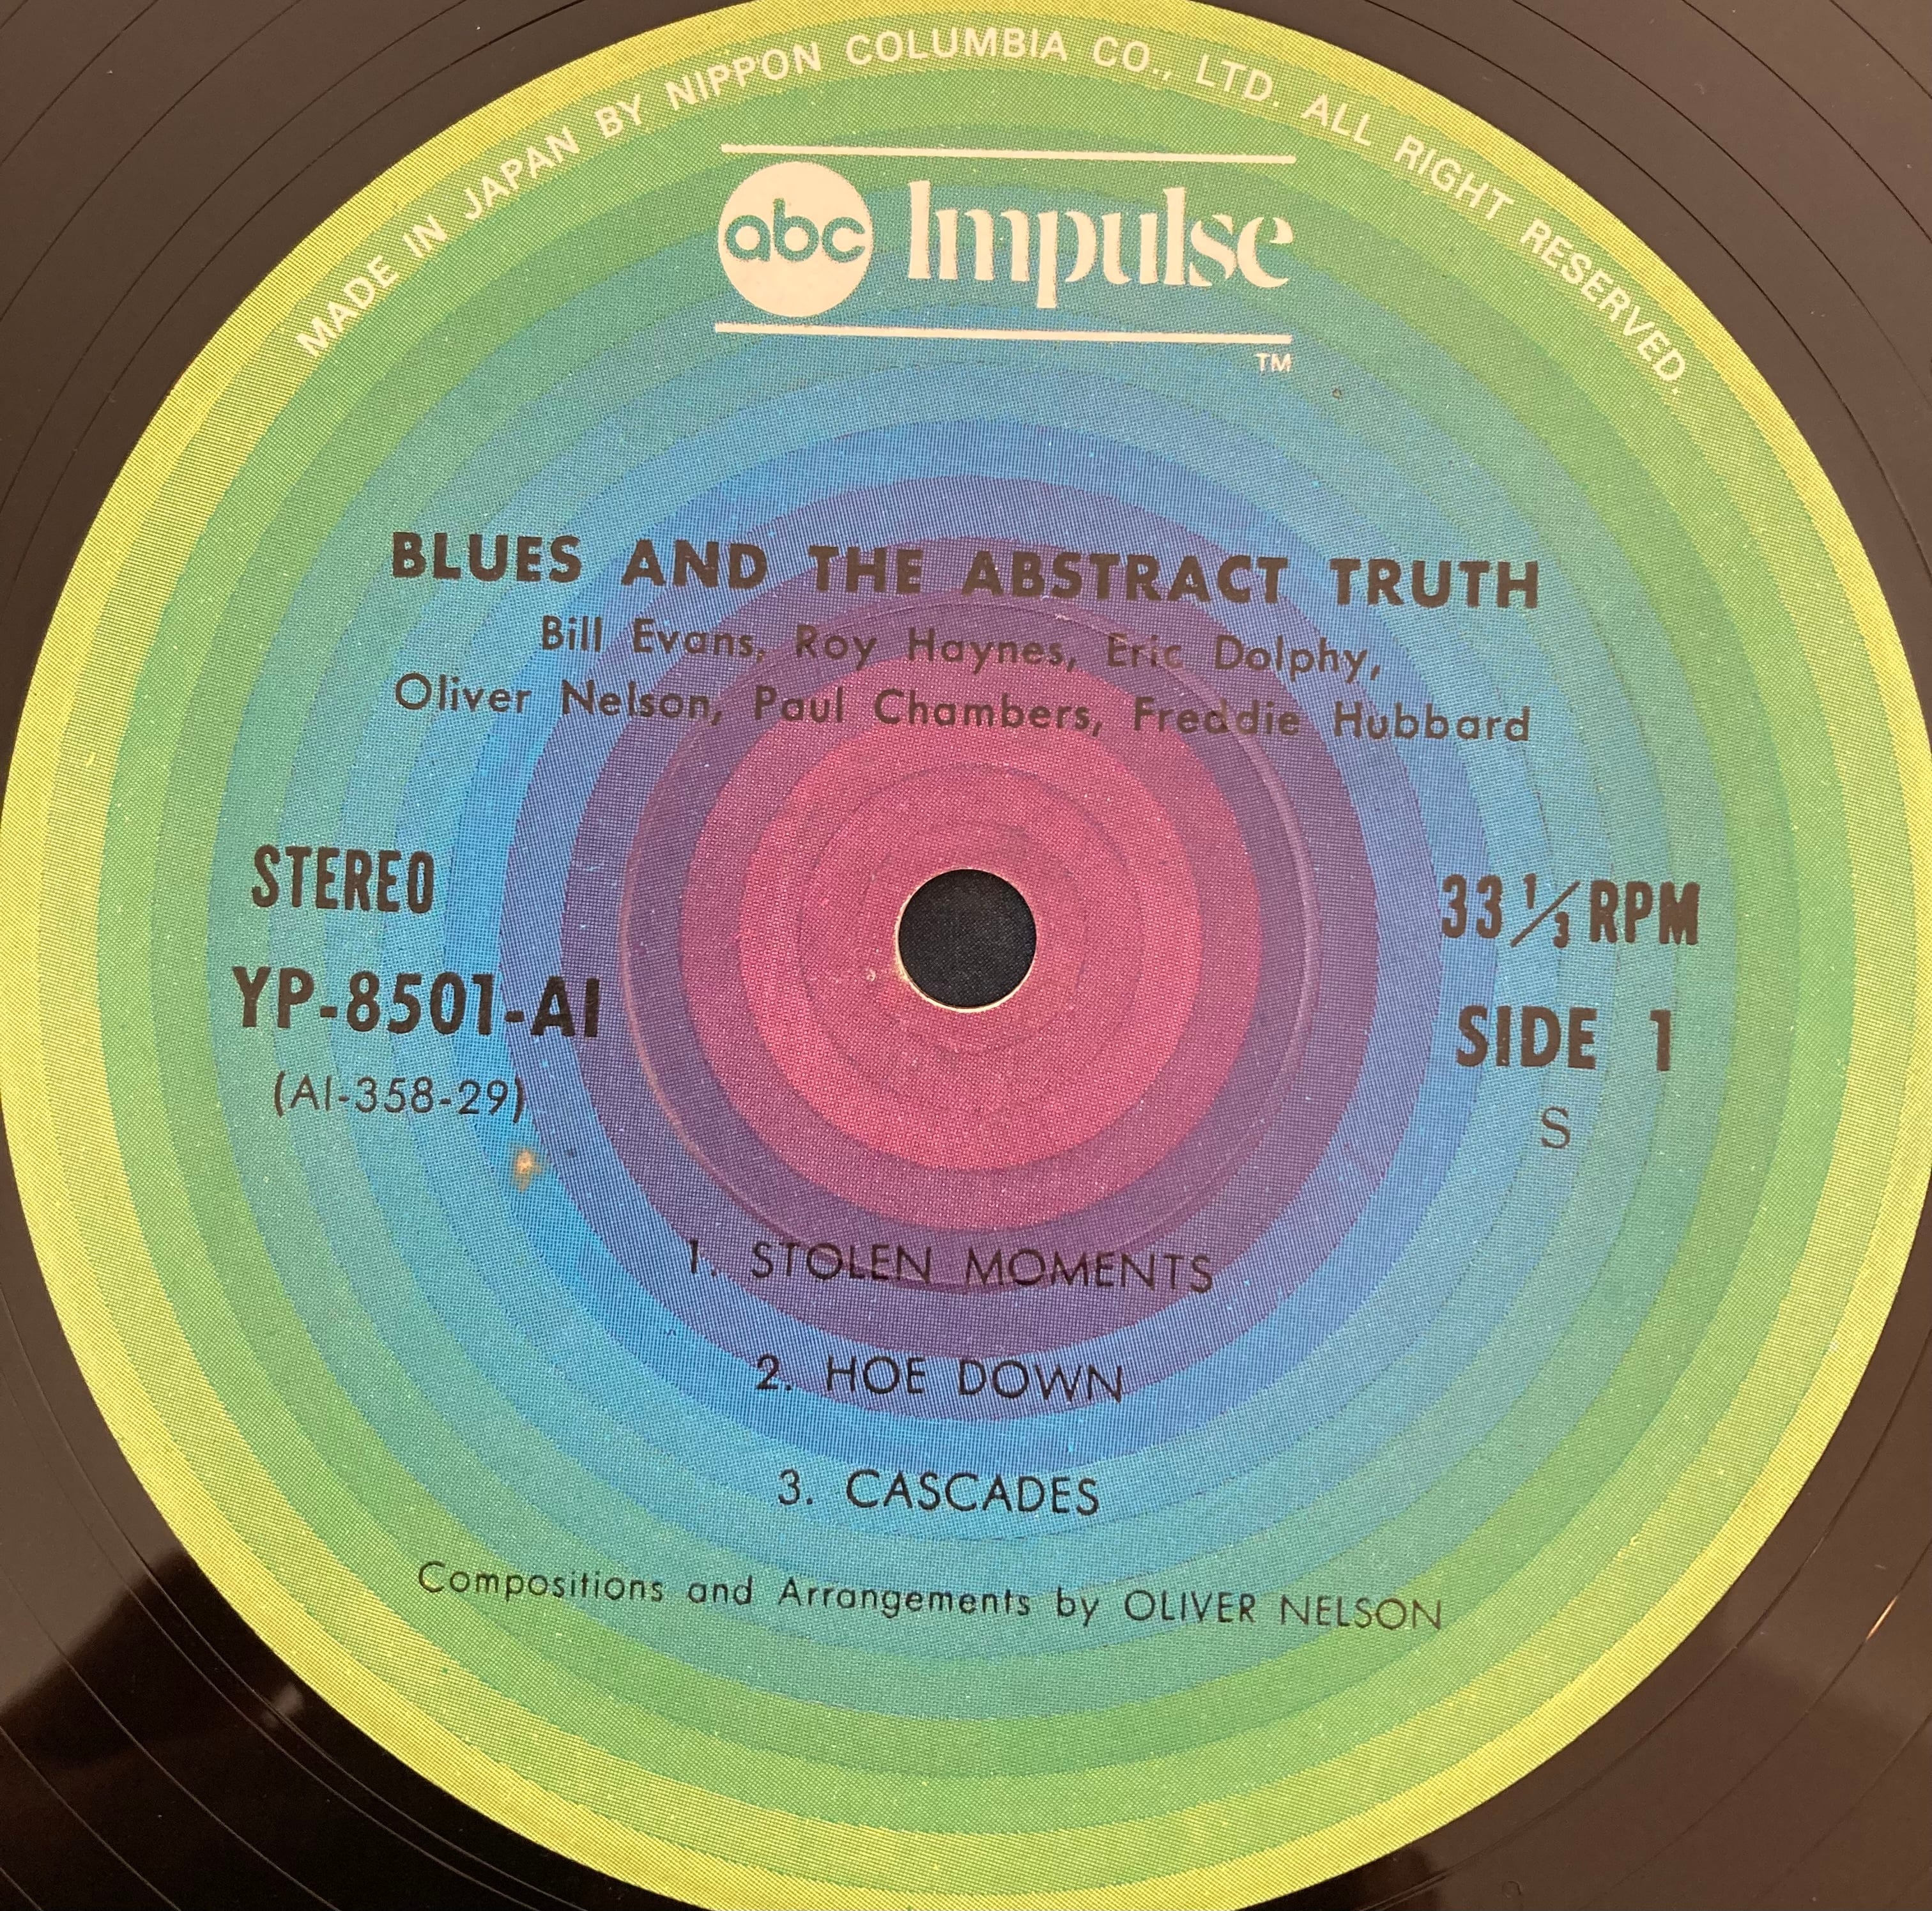 MADE IN JAPAN BY NIPPON COLUMBIA CO., LTD. ALL RIGHT RESERVED.
abc Impulse
TM
BLUES AND THE ABSTRACT TRUTH
Bill Evans, Roy Haynes, Eric Dolphy,
Oliver Nelson, Paul Chambers, Freddie Hubbard
STEREO
33 1/3 RPM
YP-8501-AI
SIDE 1
(AI-358-29)
S
1. STOLEN MOMENTS
2. HOE DOWN
3. CASCADES
Compositions and Arrangements by OLIVER NELSON